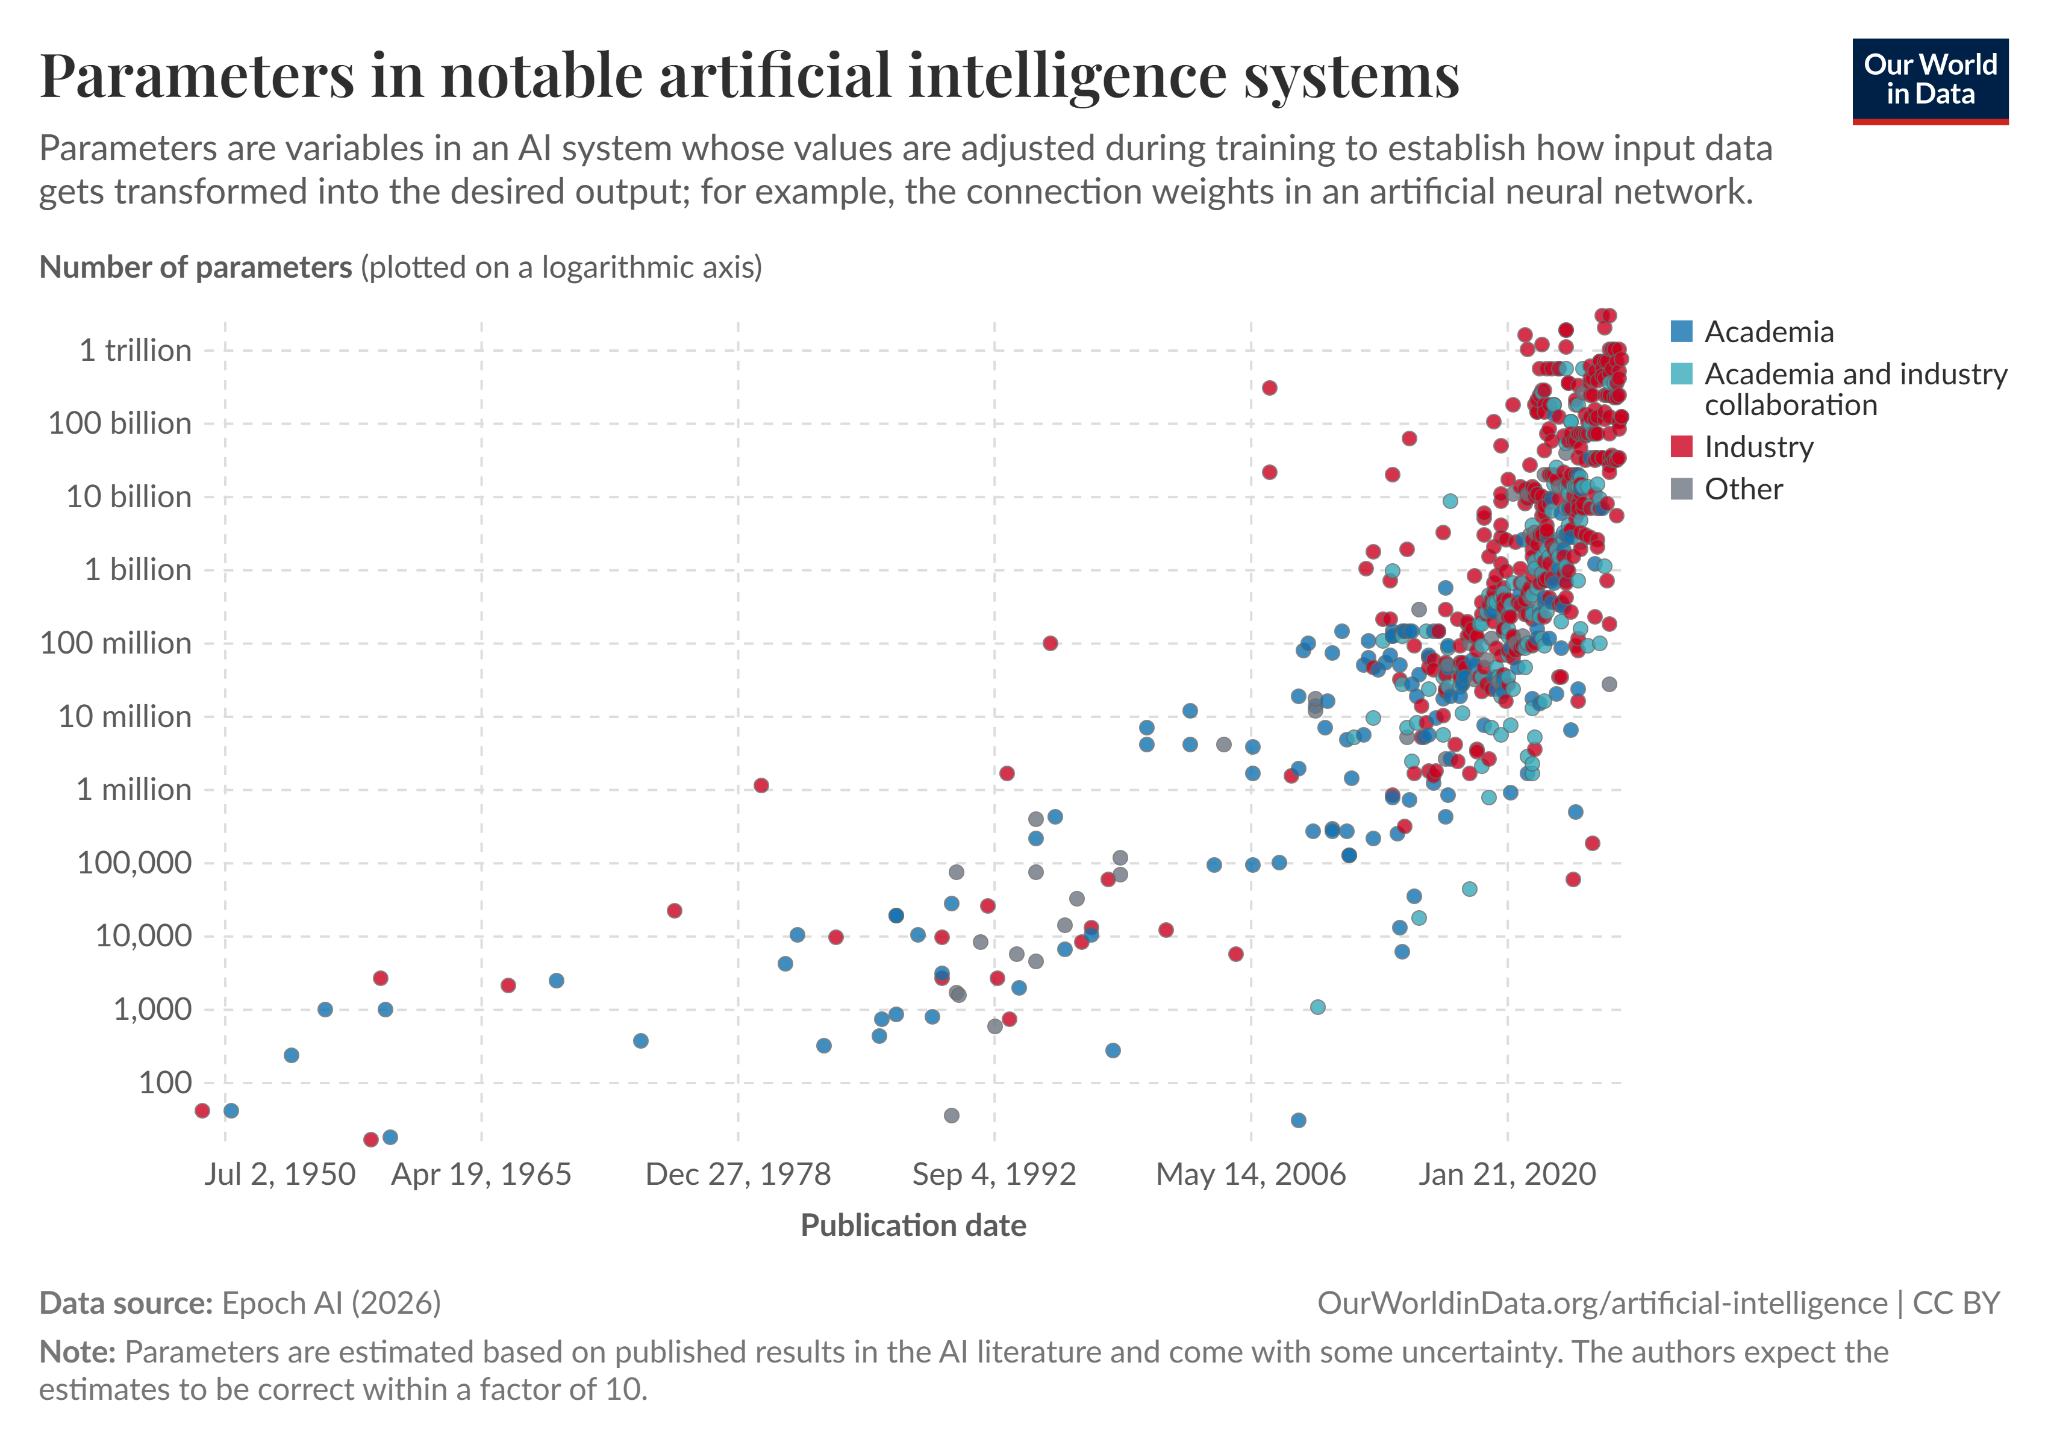 Parameters in notable artificial intelligence systems
Our World
in Data
Parameters are variables in an AI system whose values are adjusted during training to establish how input data
gets transformed into the desired output; for example, the connection weights in an artificial neural network.
Number of parameters (plotted on a logarithmic axis)
1 trillion
100 billion
10 billion
1 billion
100 million
10 million
1 million
100,000
10,000
1,000
100
Academia
Academia and industry
collaboration
Industry
Other
Jul 2, 1950
Apr 19, 1965
Dec 27, 1978
Sep 4, 1992
May 14, 2006
Jan 21, 2020
Publication date
Data source: Epoch AI (2026)
OurWorldinData.org/artificial-intelligence | CC BY
Note: Parameters are estimated based on published results in the AI literature and come with some uncertainty. The authors expect the
estimates to be correct within a factor of 10.